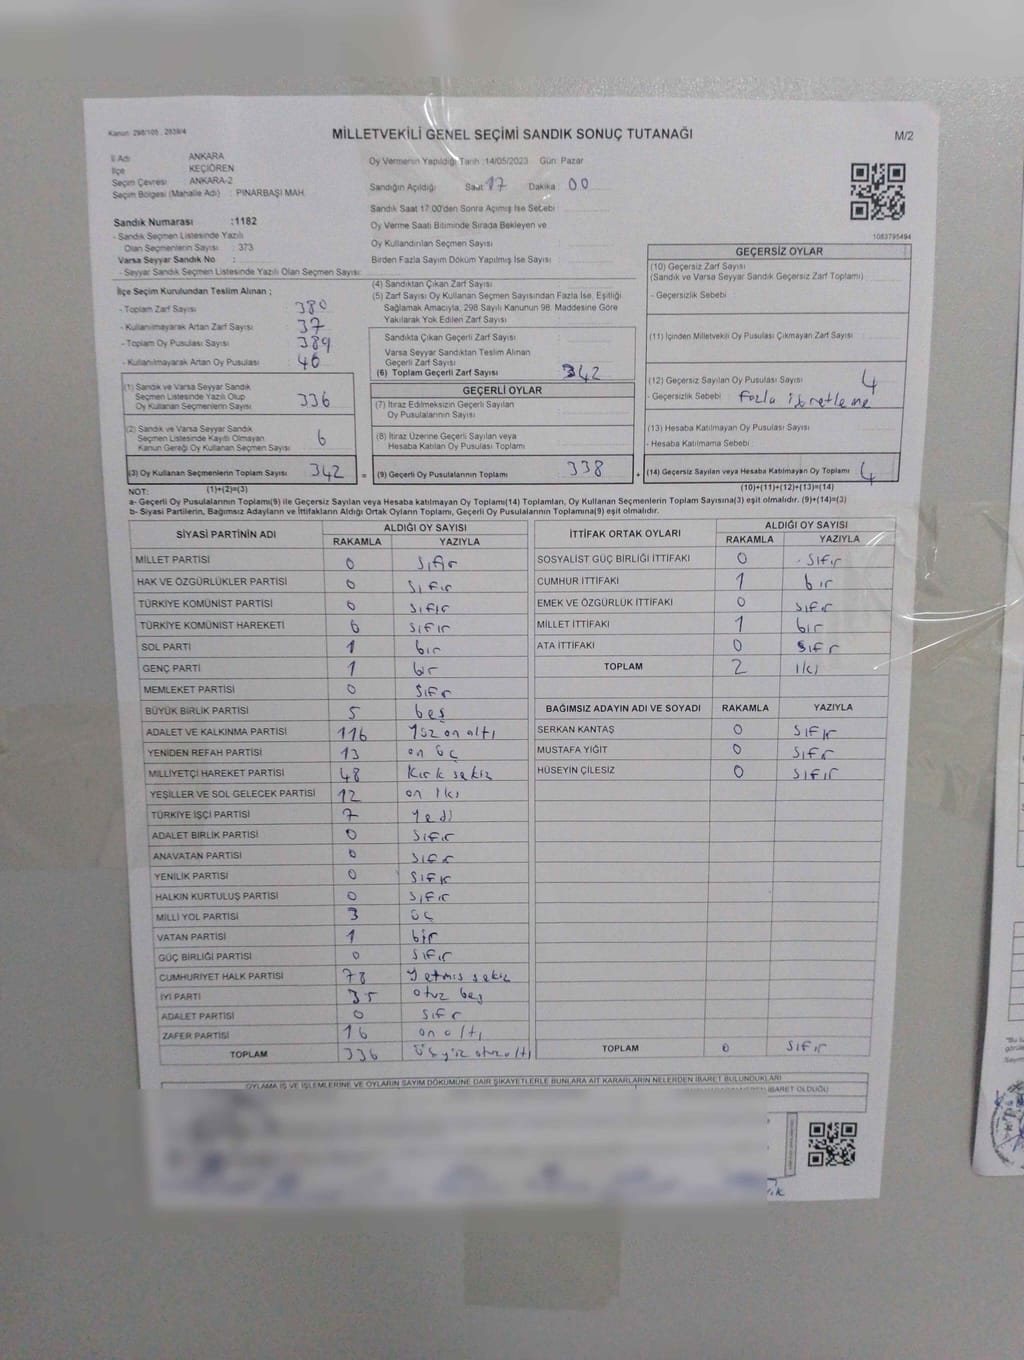 Kanun: 298/105, 2839/4
MİLLETVEKİLİ GENEL SEÇİMİ SANDIK SONUÇ TUTANAĞI
M/2
İl Adı ANKARA
İlçe KEÇİÖREN
Seçim Çevresi ANKARA-2
Seçim Bölgesi (Mahalle Adı) : PINARBAŞI MAH.
Sandık Numarası :1182
- Sandık Seçmen Listesinde Yazılı
Olan Seçmenlerin Sayısı : 373
Varsa Seyyar Sandık No :
- Seyyar Sandık Seçmen Listesinde Yazılı Olan Seçmen Sayısı:
Oy Vermenin Yapıldığı Tarih :14/05/2023 Gün: Pazar
Sandığın Açıldığı Saat 17 Dakika 00
Sandık Saat 17:00'den Sonra Açımış İse Sebebi :
Oy Verme Saati Bitiminde Sırada Bekleyen ve
Oy Kullandırılan Seçmen Sayısı
Birden Fazla Sayım Döküm Yapılmış İse Sayısı :
1083795494
İlçe Seçim Kurulundan Teslim Alınan ;
- Toplam Zarf Sayısı 380
- Kullanılmayarak Artan Zarf Sayısı 37
- Toplam Oy Pusulası Sayısı 389
- Kullanılmayarak Artan Oy Pusulası 46
(1) Sandık ve Varsa Seyyar Sandık
Seçmen Listesinde Yazılı Olup
Oy Kullanan Seçmenlerin Sayısı 336
(2) Sandık ve Varsa Seyyar Sandık
Seçmen Listesinde Kayıtlı Olmayan
Kanun Gereği Oy Kullanan Seçmen Sayısı 6
(3) Oy Kullanan Seçmenlerin Toplam Sayısı 342 =
(4) Sandıktan Çıkan Zarf Sayısı
(5) Zarf Sayısı Oy Kullanan Seçmen Sayısından Fazla İse, Eşitliği
Sağlamak Amacıyla, 298 Sayılı Kanunun 98. Maddesine Göre
Yakılarak Yok Edilen Zarf Sayısı
Sandıkta Çıkan Geçerli Zarf Sayısı
Varsa Seyyar Sandıktan Teslim Alınan
Geçerli Zarf Sayısı
(6) Toplam Geçerli Zarf Sayısı 342
GEÇERLİ OYLAR
(7) İtiraz Edilmeksizin Geçerli Sayılan
Oy Pusulalarının Sayısı
(8) İtiraz Üzerine Geçerli Sayılan veya
Hesaba Katılan Oy Pusulası Toplamı
(9) Geçerli Oy Pusulalarının Toplamı 338 +
GEÇERSİZ OYLAR
(10) Geçersiz Zarf Sayısı
(Sandık ve Varsa Seyyar Sandık Geçersiz Zarf Toplamı)
- Geçersizlik Sebebi
(11) İçinden Milletvekili Oy Pusulası Çıkmayan Zarf Sayısı
(12) Geçersiz Sayılan Oy Pusulası Sayısı 4
- Geçersizlik Sebebi : Fazla işaretleme
(13) Hesaba Katılmayan Oy Pusulası Sayısı
- Hesaba Katılmama Sebebi
(14) Geçersiz Sayılan veya Hesaba Katılmayan Oy Toplamı 4
NOT: (1)+(2)=(3)
(10)+(11)+(12)+(13)=(14)
a- Geçerli Oy Pusulalarının Toplamı(9) ile Geçersiz Sayılan veya Hesaba katılmayan Oy Toplamı(14) Toplamları, Oy Kullanan Seçmenlerin Toplam Sayısına(3) eşit olmalıdır. (9)+(14)=(3)
b- Siyasi Partilerin, Bağımsız Adayların ve İttifakların Aldığı Ortak Oyların Toplamı, Geçerli Oy Pusulalarının Toplamına(9) eşit olmalıdır.
SİYASİ PARTİNİN ADI ALDIĞI OY SAYISI
RAKAMLA YAZIYLA
MİLLET PARTİSİ 0 Sıfır
HAK VE ÖZGÜRLÜKLER PARTİSİ 0 Sıfır
TÜRKİYE KOMÜNİST PARTİSİ 0 Sıfır
TÜRKİYE KOMÜNİST HAREKETİ 0 Sıfır
SOL PARTİ 1 bir
GENÇ PARTİ 1 bir
MEMLEKET PARTİSİ 0 Sıfır
BÜYÜK BİRLİK PARTİSİ 5 beş
ADALET VE KALKINMA PARTİSİ 116 Yüz on altı
YENİDEN REFAH PARTİSİ 13 on üç
MİLLİYETÇİ HAREKET PARTİSİ 48 Kırk sekiz
YEŞİLLER VE SOL GELECEK PARTİSİ 12 on iki
TÜRKİYE İŞÇİ PARTİSİ 7 Yedi
ADALET BİRLİK PARTİSİ 0 Sıfır
ANAVATAN PARTİSİ 0 Sıfır
YENİLİK PARTİSİ 0 Sıfır
HALKIN KURTULUŞ PARTİSİ 0 Sıfır
MİLLİ YOL PARTİSİ 3 üç
VATAN PARTİSİ 1 bir
GÜÇ BİRLİĞİ PARTİSİ 0 Sıfır
CUMHURİYET HALK PARTİSİ 78 Yetmiş sekiz
İYİ PARTİ 35 otuz beş
ADALET PARTİSİ 0 Sıfır
ZAFER PARTİSİ 16 on altı
TOPLAM 336 Üçyüz otuzaltı
İTTİFAK ORTAK OYLARI ALDIĞI OY SAYISI
RAKAMLA YAZIYLA
SOSYALİST GÜÇ BİRLİĞİ İTTİFAKI 0 Sıfır
CUMHUR İTTİFAKI 1 bir
EMEK VE ÖZGÜRLÜK İTTİFAKI 0 Sıfır
MİLLET İTTİFAKI 1 bir
ATA İTTİFAKI 0 Sıfır
TOPLAM 2 iki
BAĞIMSIZ ADAYIN ADI VE SOYADI RAKAMLA YAZIYLA
SERKAN KANTAŞ 0 Sıfır
MUSTAFA YİĞİT 0 Sıfır
HÜSEYİN ÇİLESİZ 0 Sıfır
TOPLAM 0 Sıfır
OYLAMA İŞ VE İŞLEMLERİNE VE OYLARIN SAYIM DÖKÜMÜNE DAİR ŞİKAYETLERLE BUNLARA AİT KARARLARIN NELERDEN İBARET BULUNDUKLARI
İBARET OLDUĞU